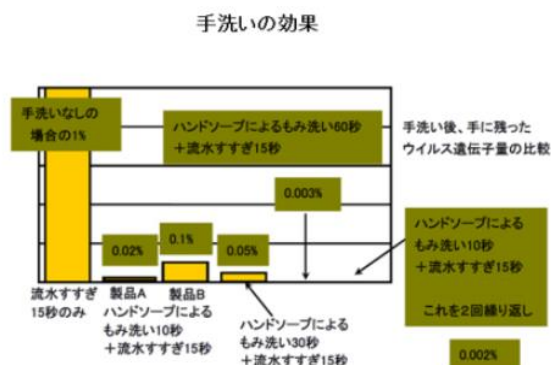 手洗いの効果
手洗いなしの
場合の1%
ハンドソープによるもみ洗い60秒
＋流水すすぎ15秒
手洗い後、手に残った
ウイルス遺伝子量の比較
0.003%
ハンドソープによる
もみ洗い10秒
＋流水すすぎ15秒
これを2回繰り返し
0.02%
0.1%
0.05%
流水すすぎ
15秒のみ
製品A
製品B
ハンドソープによる
もみ洗い10秒
＋流水すすぎ15秒
ハンドソープによる
もみ洗い30秒
＋流水すすぎ15秒
0.002%